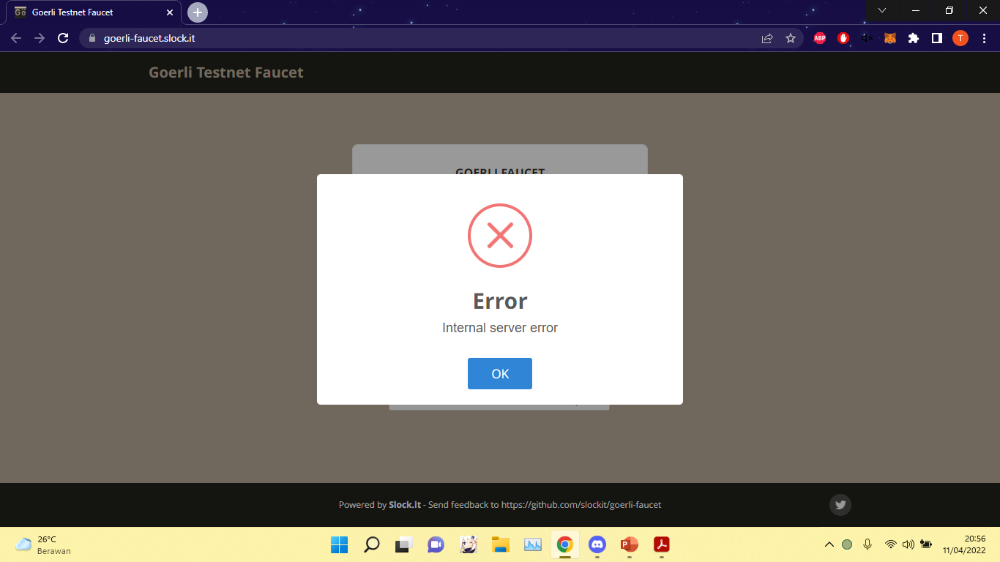 Goerli Testnet Faucet
goerli-faucet.slock.it
ABP
T
Goerli Testnet Faucet
GOERLI FAUCET
Error
Internal server error
OK
Powered by Slock.It - Send feedback to https://github.com/slockit/goerli-faucet
26°C
Berawan
20:56
11/04/2022